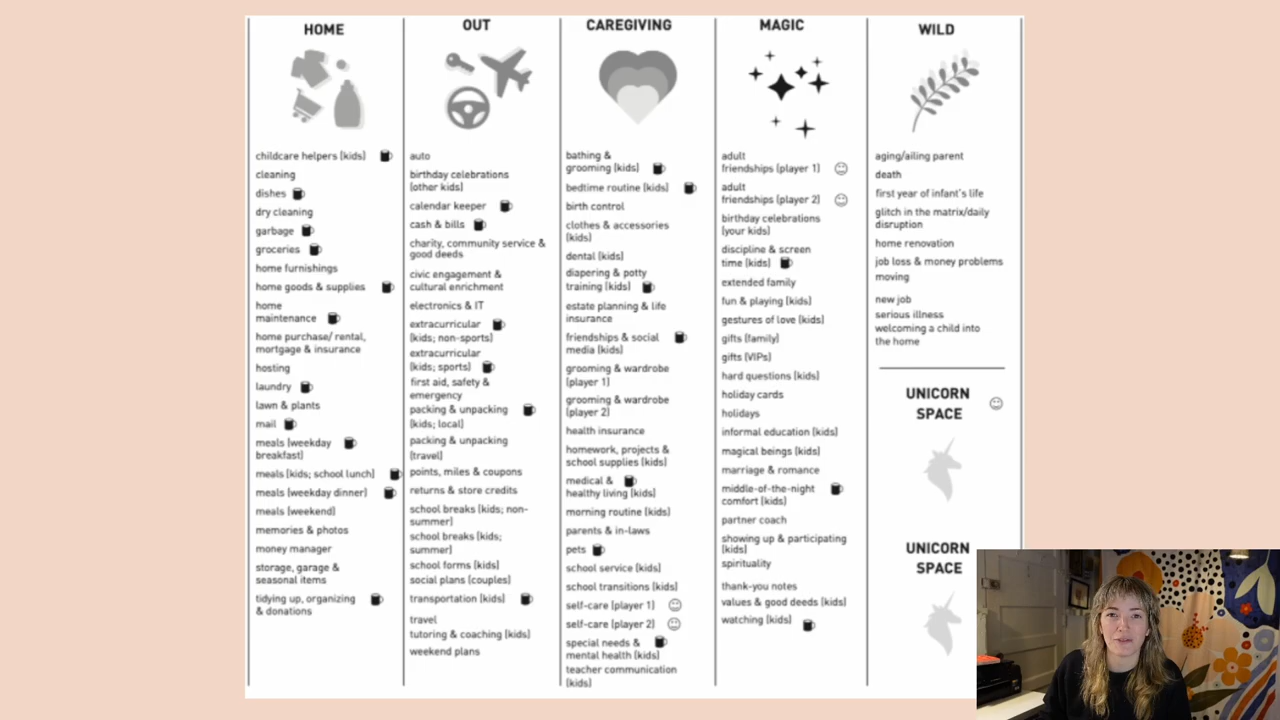 HOME
childcare helpers (kids)
cleaning
dishes
dry cleaning
garbage
groceries
home furnishings
home goods & supplies
home
maintenance
home purchase/ rental,
mortgage & insurance
hosting
laundry
lawn & plants
mail
meals (weekday
breakfast)
meals (kids; school lunch)
meals (weekday dinner)
meals (weekend)
memories & photos
money manager
storage, garage &
seasonal items
tidying up, organizing
& donations
OUT
auto
birthday celebrations
(other kids)
calendar keeper
cash & bills
charity, community service &
good deeds
civic engagement &
cultural enrichment
electronics & IT
extracurricular
(kids; non-sports)
extracurricular
(kids; sports)
first aid, safety &
emergency
packing & unpacking
(kids; local)
packing & unpacking
(travel)
points, miles & coupons
returns & store credits
school breaks (kids; non-
summer)
school breaks (kids;
summer)
school forms (kids)
social plans (couples)
transportation (kids)
travel
tutoring & coaching (kids)
weekend plans
CAREGIVING
bathing &
grooming (kids)
bedtime routine (kids)
birth control
clothes & accessories
(kids)
dental (kids)
diapering & potty
training (kids)
estate planning & life
insurance
friendships & social
media (kids)
grooming & wardrobe
(player 1)
grooming & wardrobe
(player 2)
health insurance
homework, projects &
school supplies (kids)
medical &
healthy living (kids)
morning routine (kids)
parents & in-laws
pets
school service (kids)
school transitions (kids)
self-care (player 1)
self-care (player 2)
special needs &
mental health (kids)
teacher communication
(kids)
MAGIC
adult
friendships (player 1)
adult
friendships (player 2)
birthday celebrations
(your kids)
discipline & screen
time (kids)
extended family
fun & playing (kids)
gestures of love (kids)
gifts (family)
gifts (VIPs)
hard questions (kids)
holiday cards
holidays
informal education (kids)
magical beings (kids)
marriage & romance
middle-of-the-night
comfort (kids)
partner coach
showing up & participating
(kids)
spirituality
thank-you notes
values & good deeds (kids)
watching (kids)
WILD
aging/ailing parent
death
first year of infant's life
glitch in the matrix/daily
disruption
home renovation
job loss & money problems
moving
new job
serious illness
welcoming a child into
the home
UNICORN
SPACE
UNICORN
SPACE